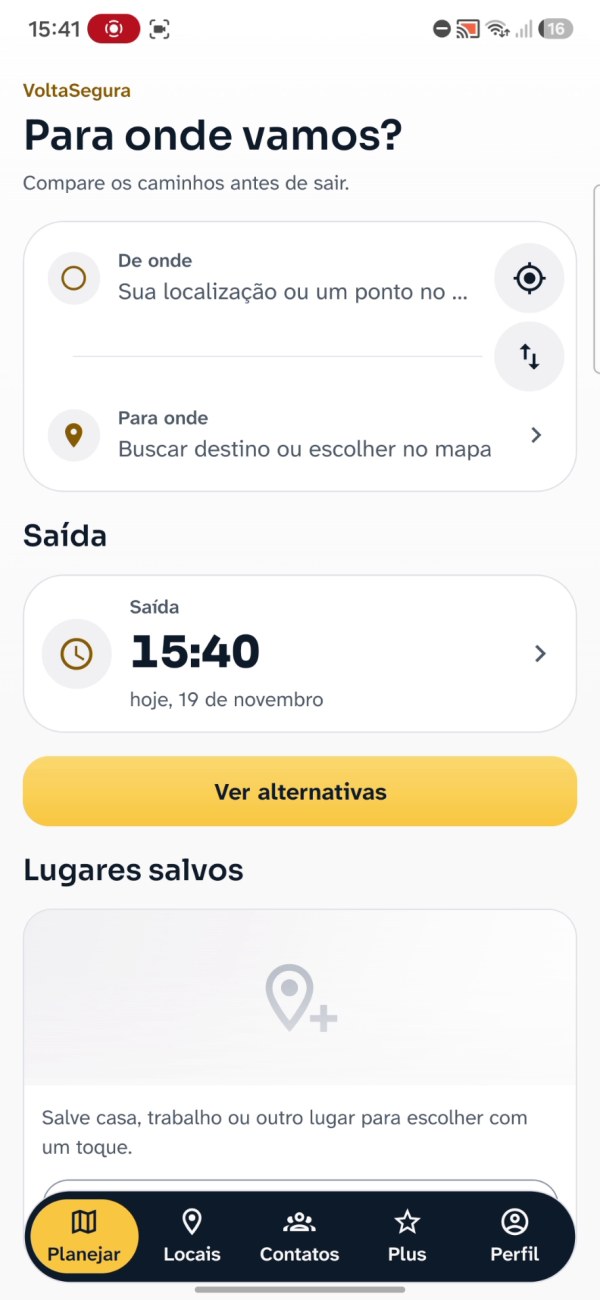 15:41
16
VoltaSegura
Para onde vamos?
Compare os caminhos antes de sair.
De onde
Sua localização ou um ponto no ...
Para onde
Buscar destino ou escolher no mapa
Saída
Saída
15:40
hoje, 19 de novembro
Ver alternativas
Lugares salvos
Salve casa, trabalho ou outro lugar para escolher com
um toque.
Planejar
Locais
Contatos
Plus
Perfil